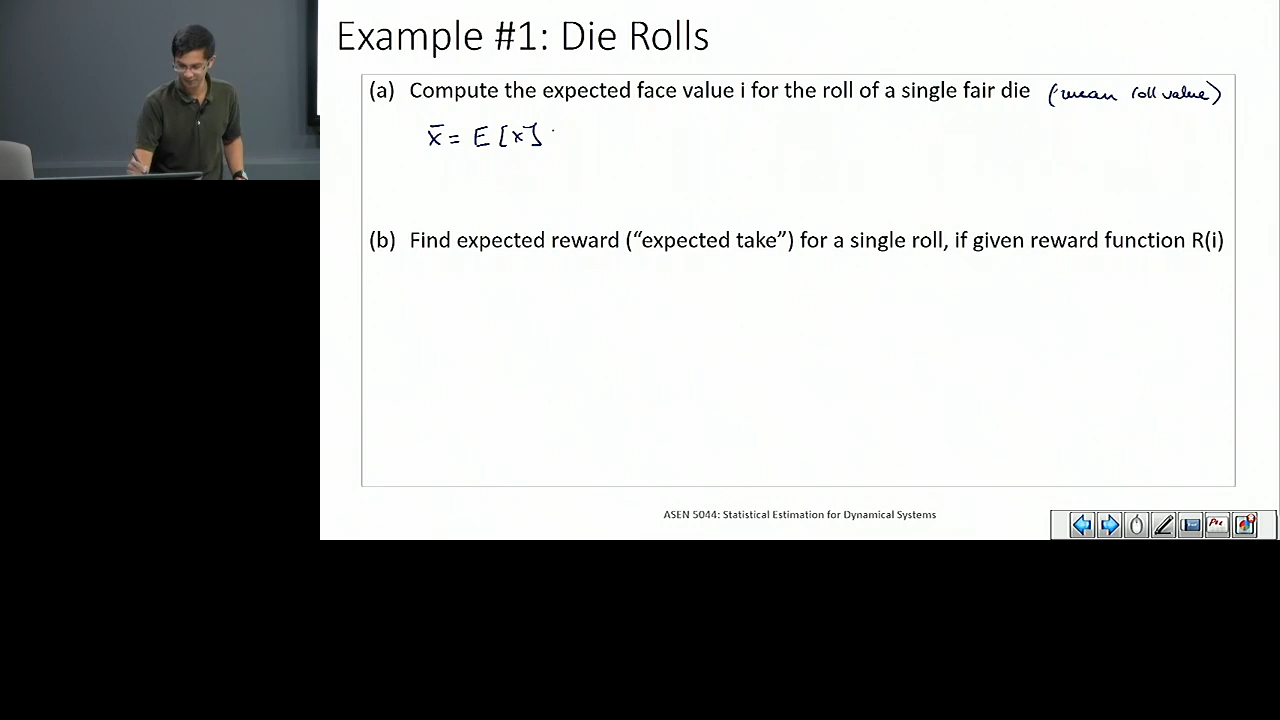 Example #1: Die Rolls
(a) Compute the expected face value i for the roll of a single fair die (mean roll value)
x̄ = E[x]
(b) Find expected reward (“expected take”) for a single roll, if given reward function R(i)
ASEN 5044: Statistical Estimation for Dynamical Systems